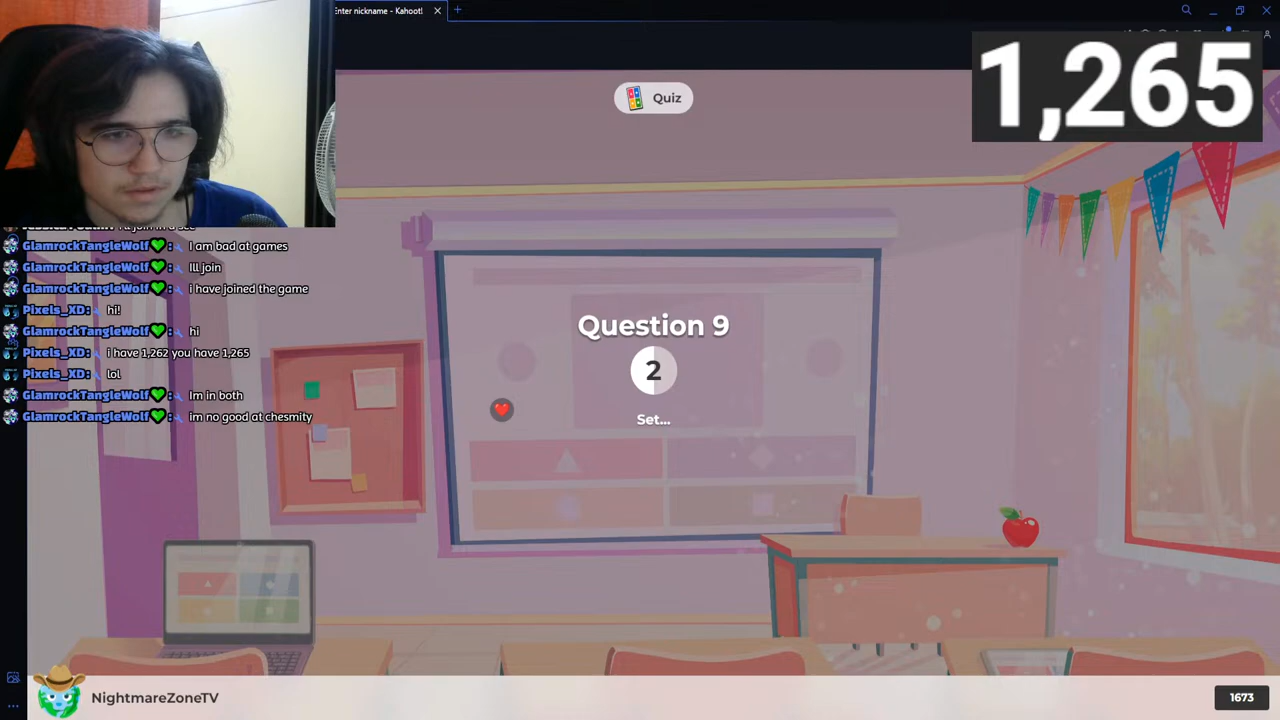 Enter nickname - Kahoot!
1,265
Quiz
GlamrockTangleWolf💚: I am bad at games
GlamrockTangleWolf💚: Ill join
GlamrockTangleWolf💚: i have joined the game
Pixels_XD: hi!
GlamrockTangleWolf💚: hi
Pixels_XD: i have 1,262 you have 1,265
Pixels_XD: lol
GlamrockTangleWolf💚: Im in both
GlamrockTangleWolf💚: im no good at chesmity
Question 9
2
Set...
NightmareZoneTV
1673